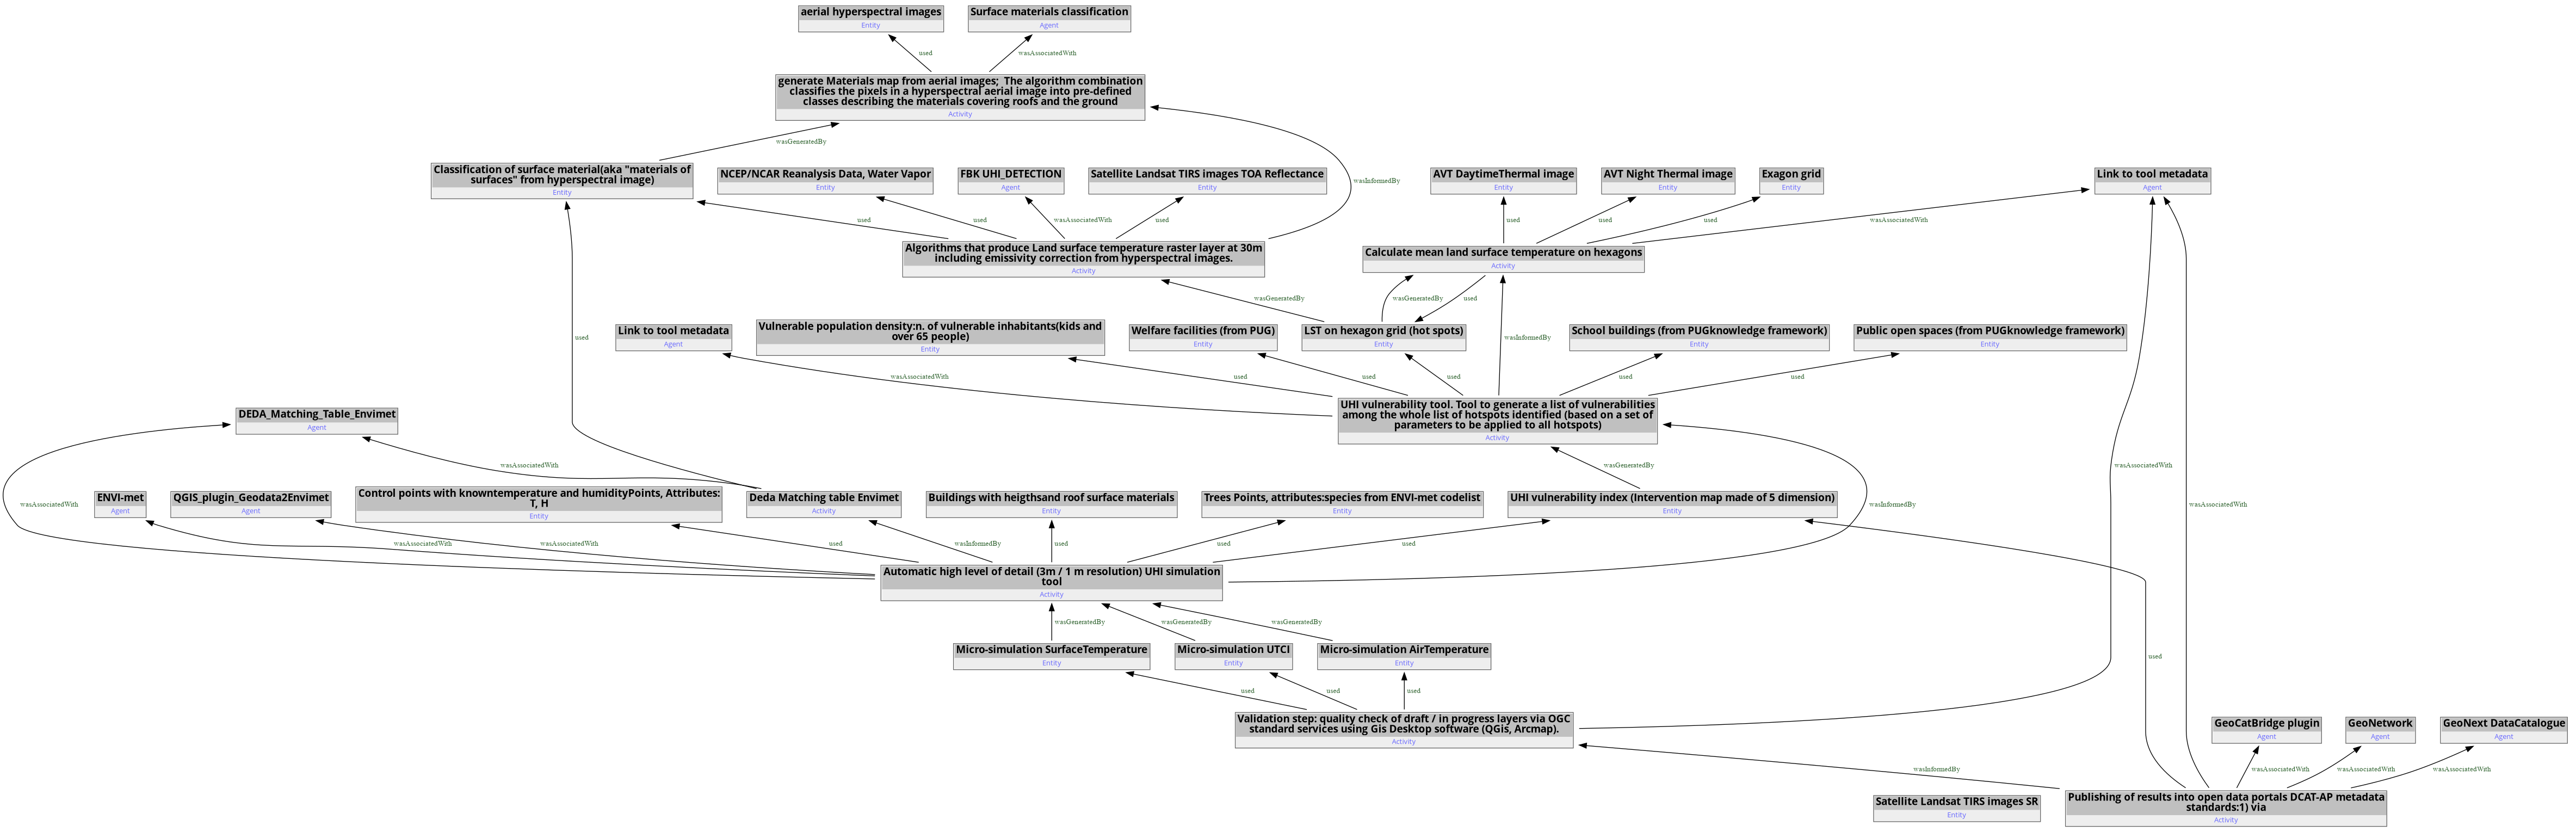 aerial hyperspectral images
Entity
Surface materials classification
Agent
used
wasAssociatedWith
generate Materials map from aerial images;  The algorithm combination
classifies the pixels in a hyperspectral aerial image into pre-defined
classes describing the materials covering roofs and the ground
Activity
wasGeneratedBy
Classification of surface material(aka "materials of
surfaces" from hyperspectral image)
Entity
NCEP/NCAR Reanalysis Data, Water Vapor
Entity
FBK UHI_DETECTION
Agent
Satellite Landsat TIRS images TOA Reflectance
Entity
wasInformedBy
AVT DaytimeThermal image
Entity
AVT Night Thermal image
Entity
Exagon grid
Entity
Link to tool metadata
Agent
used
used
wasAssociatedWith
used
used
used
used
wasAssociatedWith
Algorithms that produce Land surface temperature raster layer at 30m
including emissivity correction from hyperspectral images.
Activity
Calculate mean land surface temperature on hexagons
Activity
wasGeneratedBy
wasGeneratedBy
used
used
Link to tool metadata
Agent
Vulnerable population density:n. of vulnerable inhabitants(kids and
over 65 people)
Entity
Welfare facilities (from PUG)
Entity
LST on hexagon grid (hot spots)
Entity
wasInformedBy
School buildings (from PUGknowledge framework)
Entity
Public open spaces (from PUGknowledge framework)
Entity
wasAssociatedWith
used
used
used
used
used
DEDA_Matching_Table_Envimet
Agent
UHI vulnerability tool. Tool to generate a list of vulnerabilities
among the whole list of hotspots identified (based on a set of
parameters to be applied to all hotspots)
Activity
wasAssociatedWith
wasGeneratedBy
wasAssociatedWith
wasAssociatedWith
ENVI-met
Agent
QGIS_plugin_Geodata2Envimet
Agent
Control points with knowntemperature and humidityPoints, Attributes:
T, H
Entity
Deda Matching table Envimet
Activity
Buildings with heigthsand roof surface materials
Entity
Trees Points, attributes:species from ENVI-met codelist
Entity
UHI vulnerability index (Intervention map made of 5 dimension)
Entity
wasInformedBy
wasAssociatedWith
wasAssociatedWith
wasAssociatedWith
used
wasInformedBy
used
used
used
Automatic high level of detail (3m / 1 m resolution) UHI simulation
tool
Activity
wasGeneratedBy
wasGeneratedBy
wasGeneratedBy
Micro-simulation SurfaceTemperature
Entity
Micro-simulation UTCI
Entity
Micro-simulation AirTemperature
Entity
used
used
used
used
Validation step: quality check of draft / in progress layers via OGC
standard services using Gis Desktop software (QGis, Arcmap).
Activity
GeoCatBridge plugin
Agent
GeoNetwork
Agent
GeoNext DataCatalogue
Agent
wasInformedBy
wasAssociatedWith
wasAssociatedWith
wasAssociatedWith
Satellite Landsat TIRS images SR
Entity
Publishing of results into open data portals DCAT-AP metadata
standards:1) via
Activity